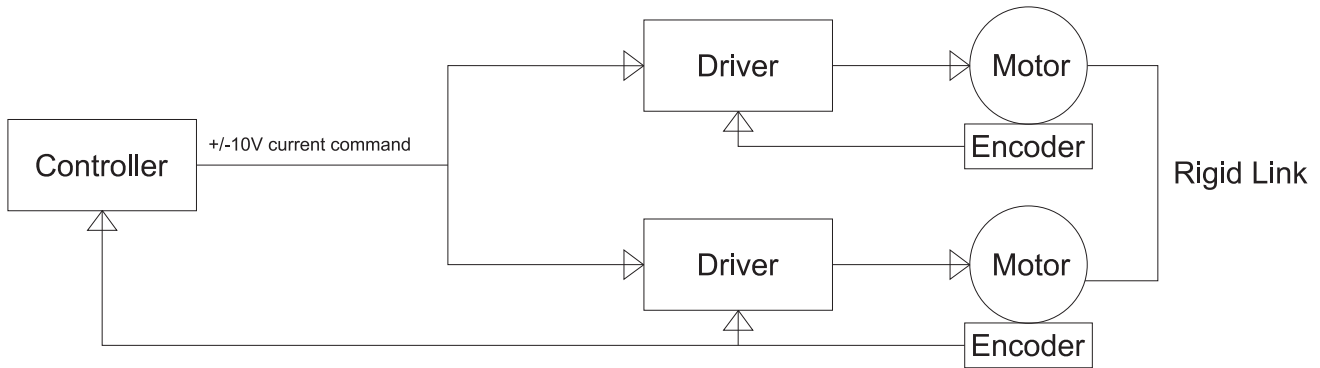 Driver
Motor
+/-10V current command
Controller
Encoder
Rigid Link
Driver
Motor
Encoder